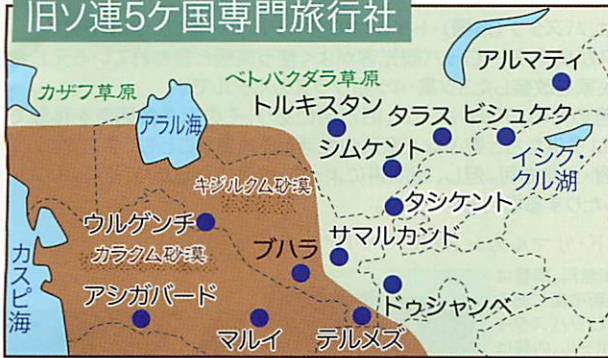 旧ソ連5ケ国専門旅行社
アルマティ
カザフ草原
ベトパクダラ草原
トルキスタン
タラス
ビシュケク
アラル海
シムケント
イシク・
クル湖
キジルクム砂漠
タシケント
ウルゲンチ
サマルカンド
カラクム砂漠
ブハラ
カスピ海
アシガバード
ドゥシャンベ
マルイ
テルメズ